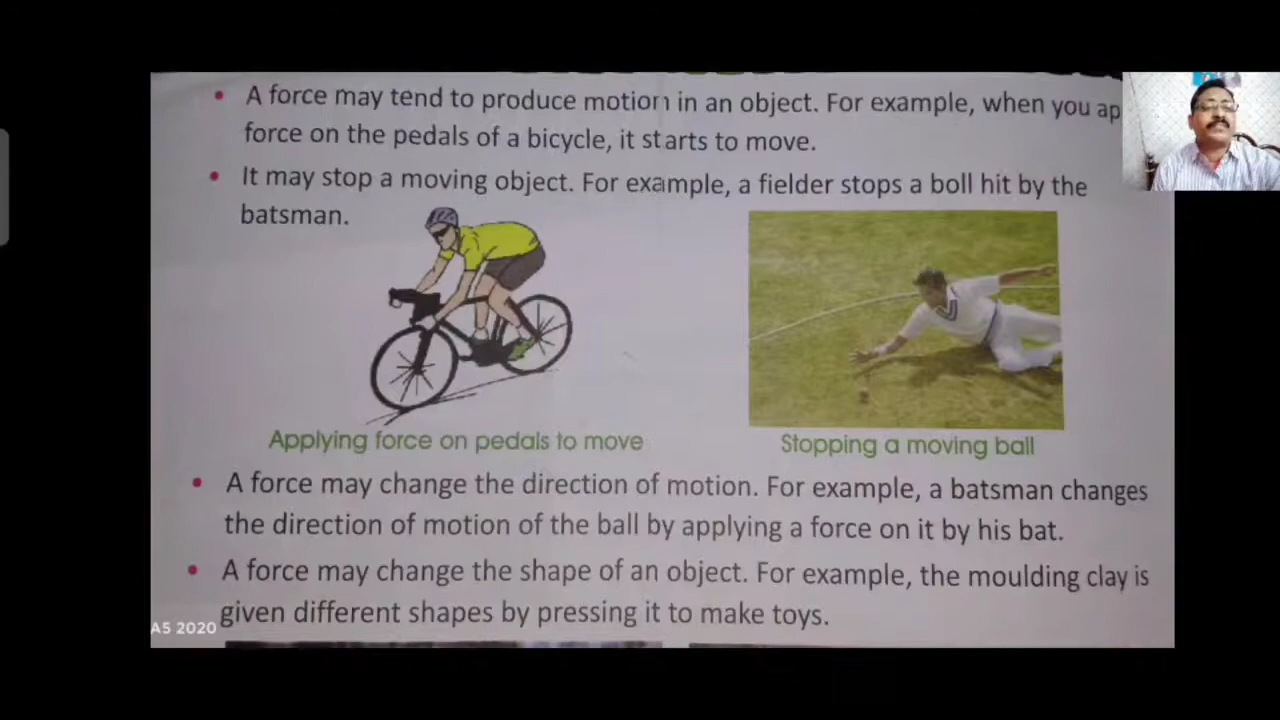 A force may tend to produce motion in an object. For example, when you ap
force on the pedals of a bicycle, it starts to move.
It may stop a moving object. For example, a fielder stops a boll hit by the
batsman.
Applying force on pedals to move
Stopping a moving ball
A force may change the direction of motion. For example, a batsman changes
the direction of motion of the ball by applying a force on it by his bat.
A force may change the shape of an object. For example, the moulding clay is
given different shapes by pressing it to make toys.
A5 2020